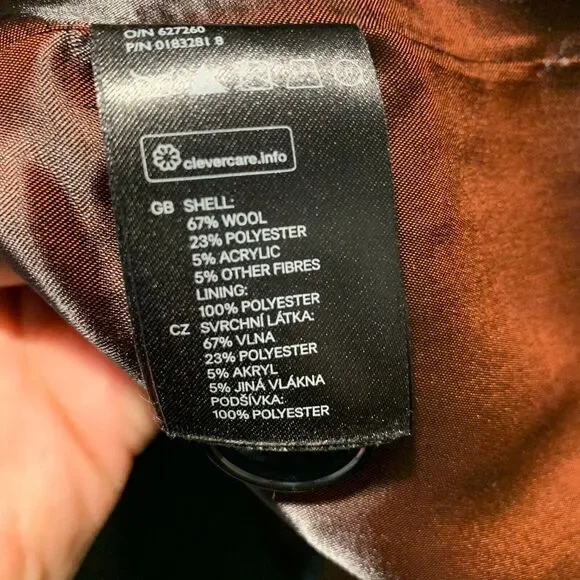 O/N 627260
P/N 0183281 8
clevercare.info
GB SHELL:
67% WOOL
23% POLYESTER
5% ACRYLIC
5% OTHER FIBRES
LINING:
100% POLYESTER
CZ SVRCHNÍ LÁTKA:
67% VLNA
23% POLYESTER
5% AKRYL
5% JINÁ VLÁKNA
PODŠÍVKA:
100% POLYESTER